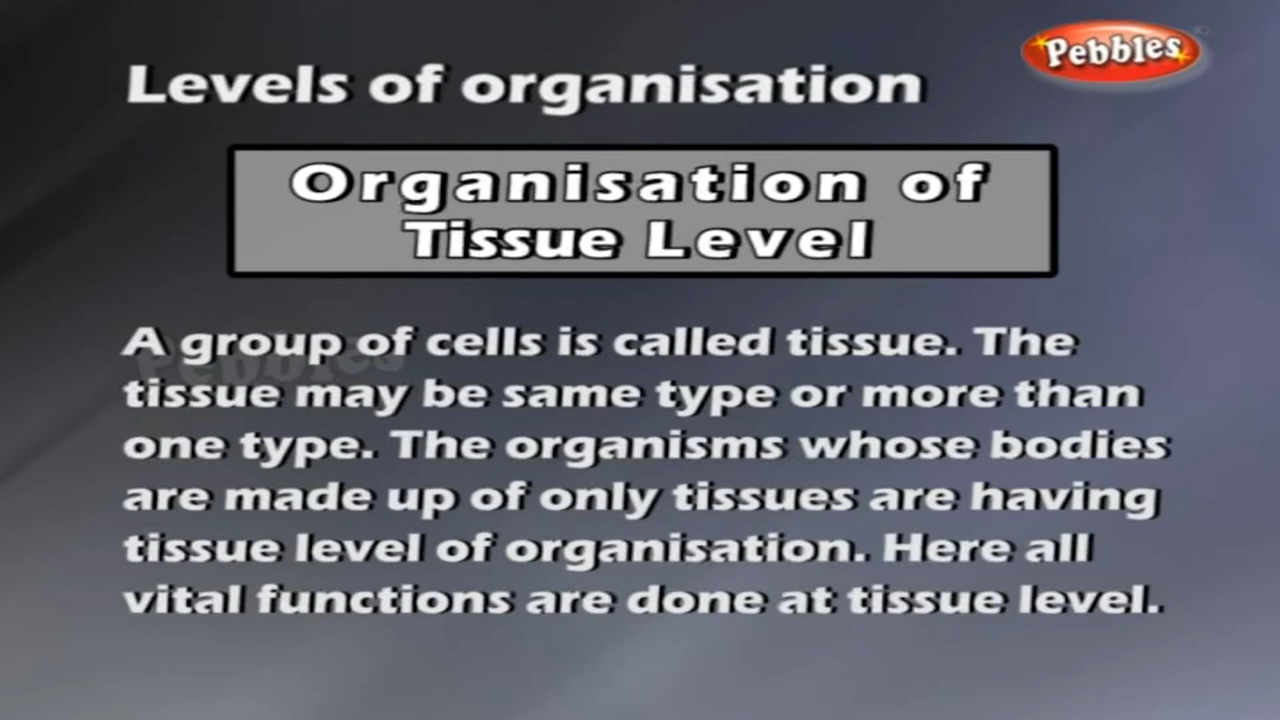 Pebbles
Levels of organisation
Organisation of
Tissue Level
A group of cells is called tissue. The
tissue may be same type or more than
one type. The organisms whose bodies
are made up of only tissues are having
tissue level of organisation. Here all
vital functions are done at tissue level.
Pebbles